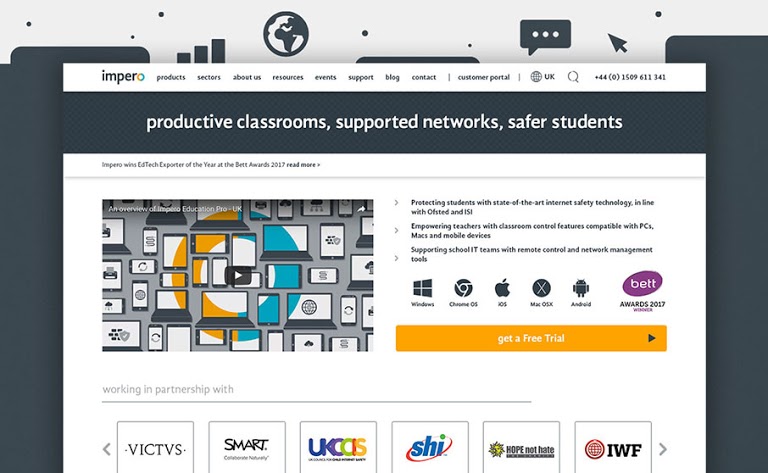 impero products sectors about us resources events support blog contact | customer portal | UK +44 (0) 1509 611 341
productive classrooms, supported networks, safer students
Impero wins EdTech Exporter of the Year at the Bett Awards 2017 read more >
An overview of Impero Education Pro - UK
Protecting students with state-of-the-art internet safety technology, in line
with Ofsted and ISI
Empowering teachers with classroom control features compatible with PCs,
Macs and mobile devices
Supporting school IT teams with remote control and network management
tools
Windows Chrome OS iOS Mac OSX Android
bett
AWARDS 2017
WINNER
get a Free Trial
working in partnership with
·VICTVS·
SMART
Collaborate Naturally™
UKCCIS
UK COUNCIL FOR CHILD INTERNET SAFETY
shi
HOPE not hate
IWF